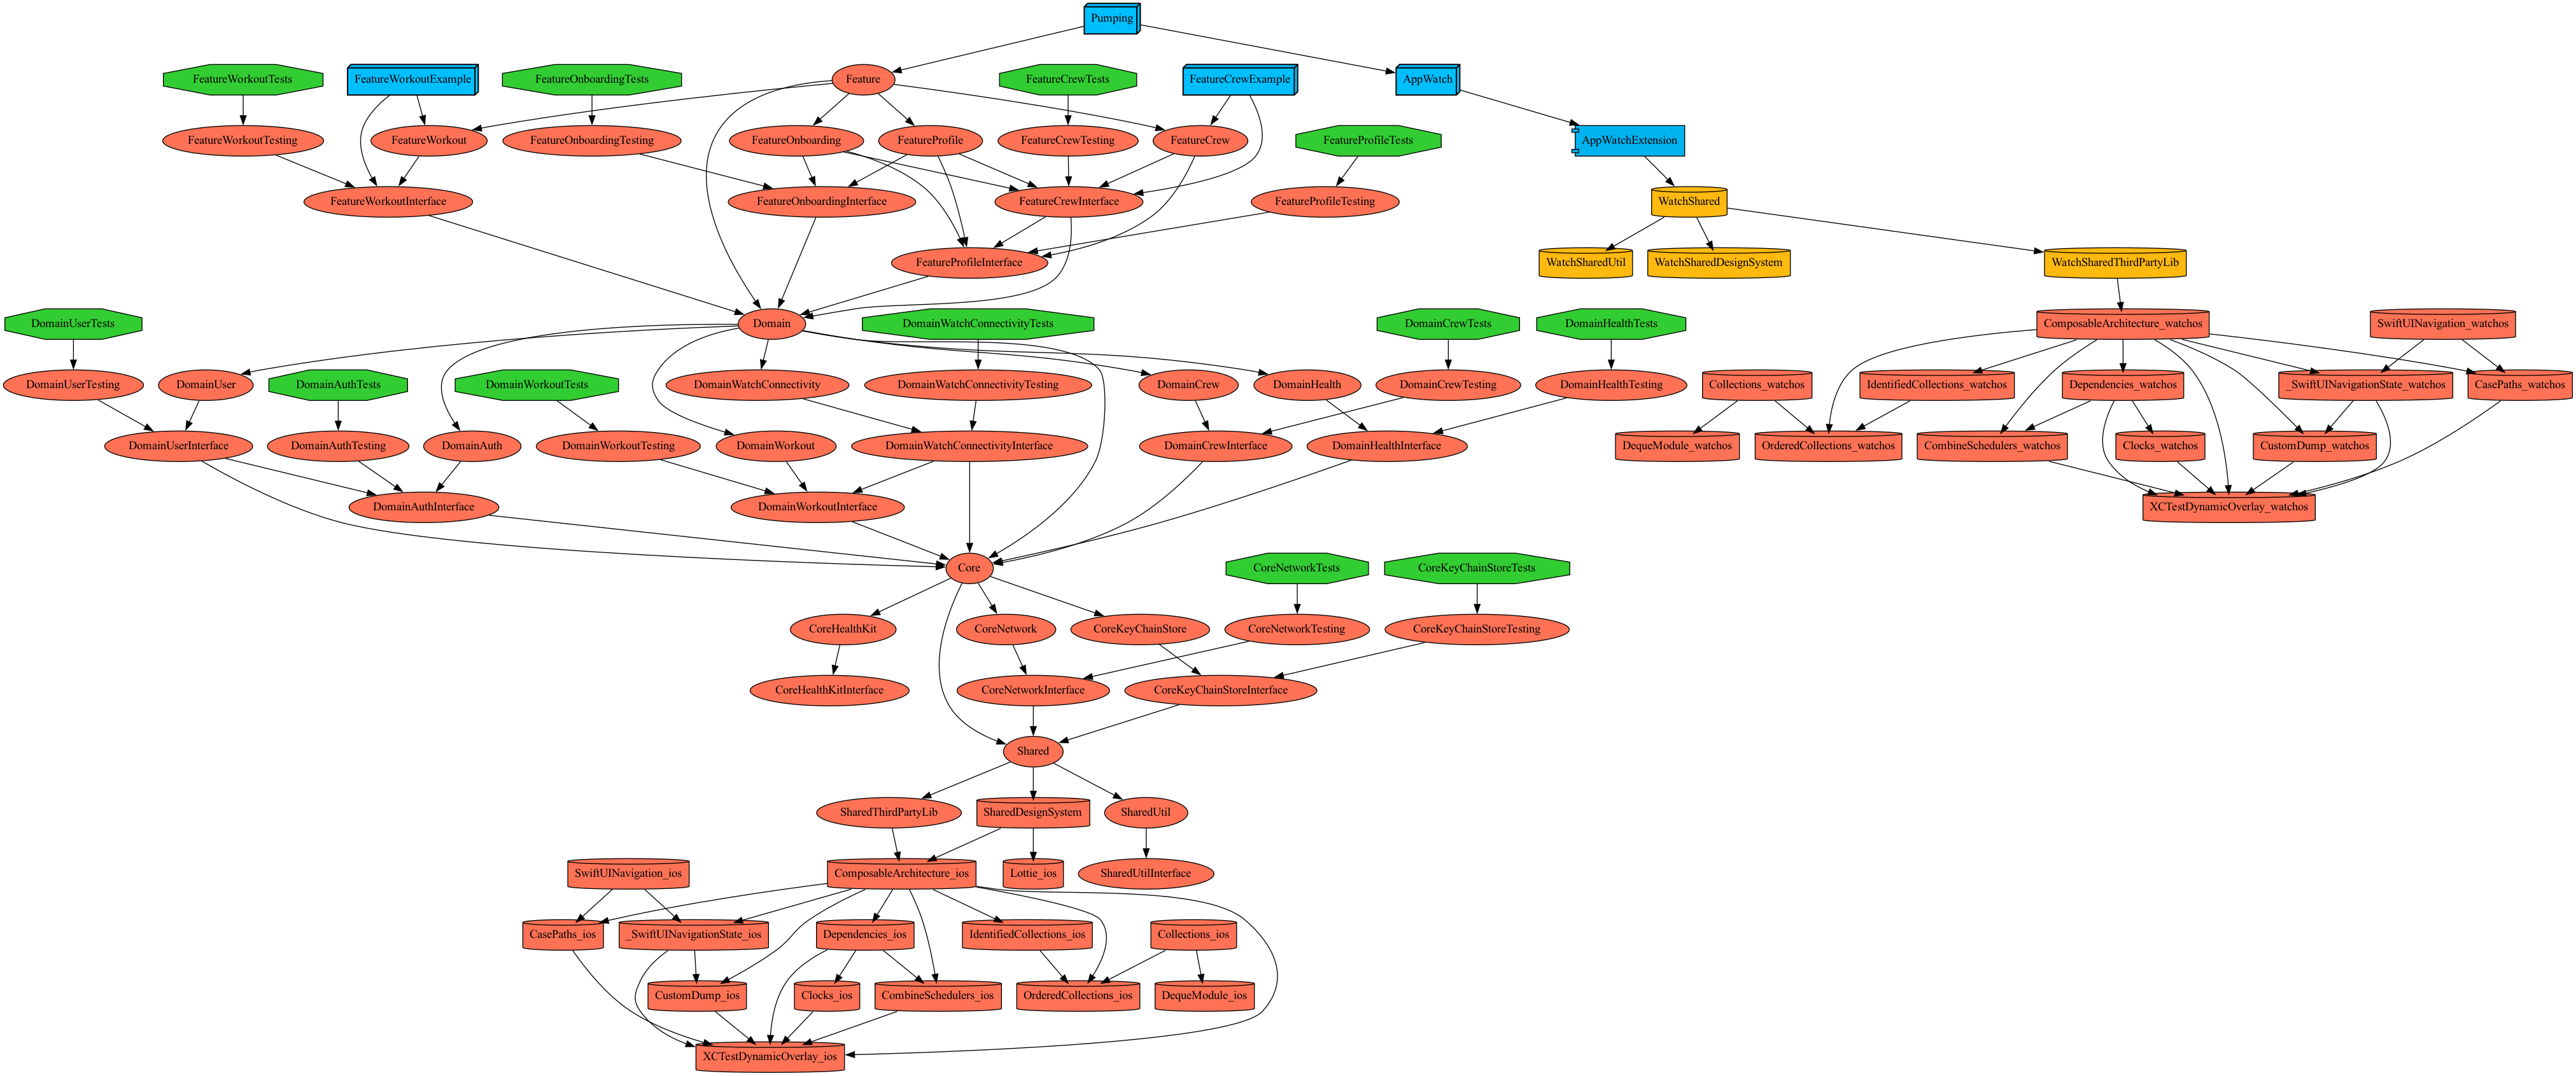 Pumping
FeatureWorkoutTests
FeatureWorkoutExample
FeatureOnboardingTests
Feature
FeatureCrewTests
FeatureCrewExample
AppWatch
FeatureWorkoutTesting
FeatureWorkout
FeatureOnboardingTesting
FeatureOnboarding
FeatureProfile
FeatureCrewTesting
FeatureCrew
FeatureProfileTests
AppWatchExtension
FeatureWorkoutInterface
FeatureOnboardingInterface
FeatureCrewInterface
FeatureProfileTesting
WatchShared
FeatureProfileInterface
WatchSharedUtil
WatchSharedDesignSystem
WatchSharedThirdPartyLib
DomainUserTests
Domain
DomainWatchConnectivityTests
DomainCrewTests
DomainHealthTests
ComposableArchitecture_watchos
SwiftUINavigation_watchos
DomainUserTesting
DomainUser
DomainAuthTests
DomainWorkoutTests
DomainWatchConnectivity
DomainWatchConnectivityTesting
DomainCrew
DomainHealth
DomainCrewTesting
DomainHealthTesting
Collections_watchos
IdentifiedCollections_watchos
Dependencies_watchos
_SwiftUINavigationState_watchos
CasePaths_watchos
DomainUserInterface
DomainAuthTesting
DomainAuth
DomainWorkoutTesting
DomainWorkout
DomainWatchConnectivityInterface
DomainCrewInterface
DomainHealthInterface
DequeModule_watchos
OrderedCollections_watchos
CombineSchedulers_watchos
Clocks_watchos
CustomDump_watchos
DomainAuthInterface
DomainWorkoutInterface
XCTestDynamicOverlay_watchos
Core
CoreNetworkTests
CoreKeyChainStoreTests
CoreHealthKit
CoreNetwork
CoreKeyChainStore
CoreNetworkTesting
CoreKeyChainStoreTesting
CoreHealthKitInterface
CoreNetworkInterface
CoreKeyChainStoreInterface
Shared
SharedThirdPartyLib
SharedDesignSystem
SharedUtil
SwiftUINavigation_ios
ComposableArchitecture_ios
Lottie_ios
SharedUtilInterface
CasePaths_ios
_SwiftUINavigationState_ios
Dependencies_ios
IdentifiedCollections_ios
Collections_ios
CustomDump_ios
Clocks_ios
CombineSchedulers_ios
OrderedCollections_ios
DequeModule_ios
XCTestDynamicOverlay_ios